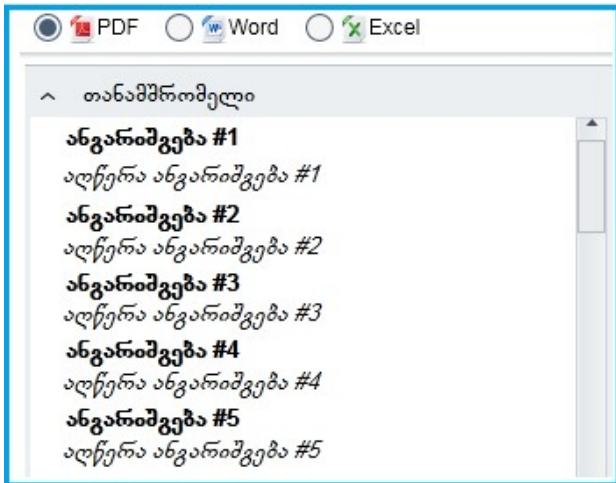 PDF Word Excel
თანამშრომელი
ანგარიშგება #1
აღწერა ანგარიშგება #1
ანგარიშგება #2
აღწერა ანგარიშგება #2
ანგარიშგება #3
აღწერა ანგარიშგება #3
ანგარიშგება #4
აღწერა ანგარიშგება #4
ანგარიშგება #5
აღწერა ანგარიშგება #5